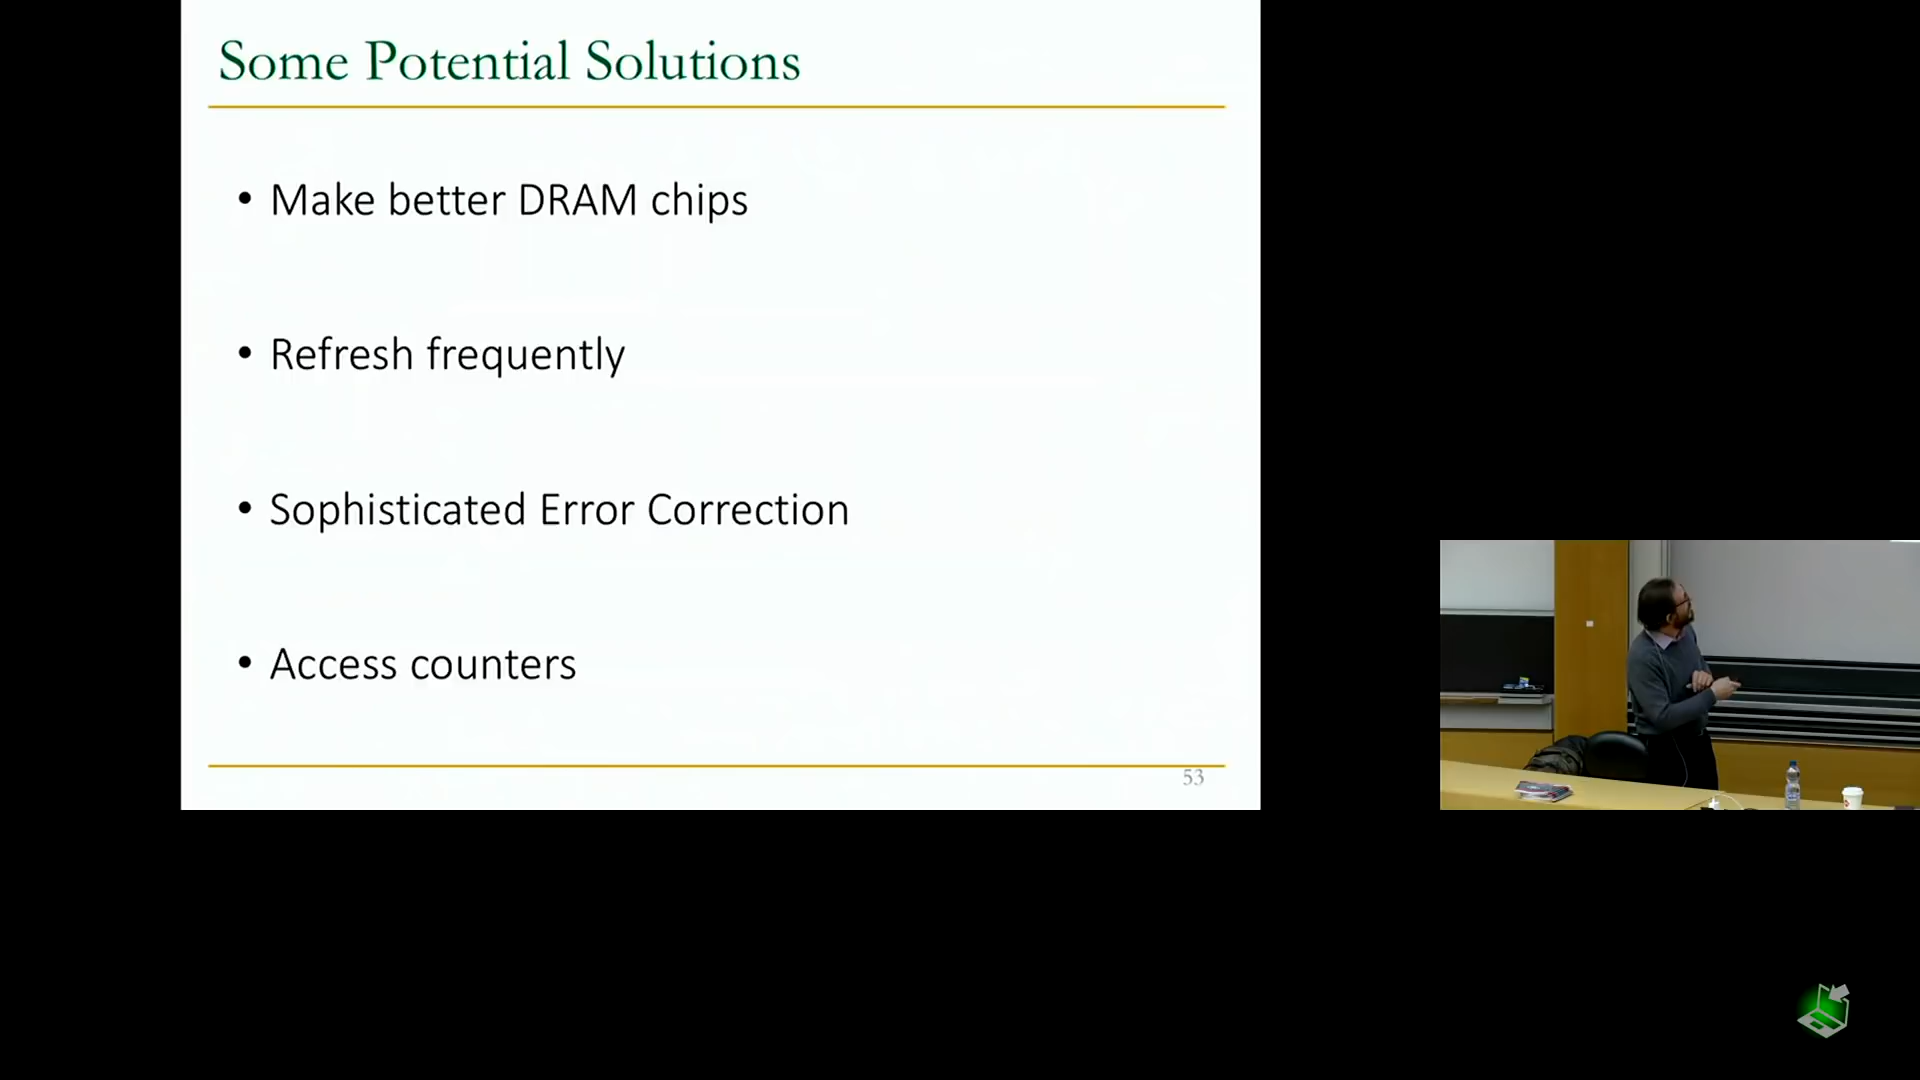 Some Potential Solutions
• Make better DRAM chips
• Refresh frequently
• Sophisticated Error Correction
• Access counters
53